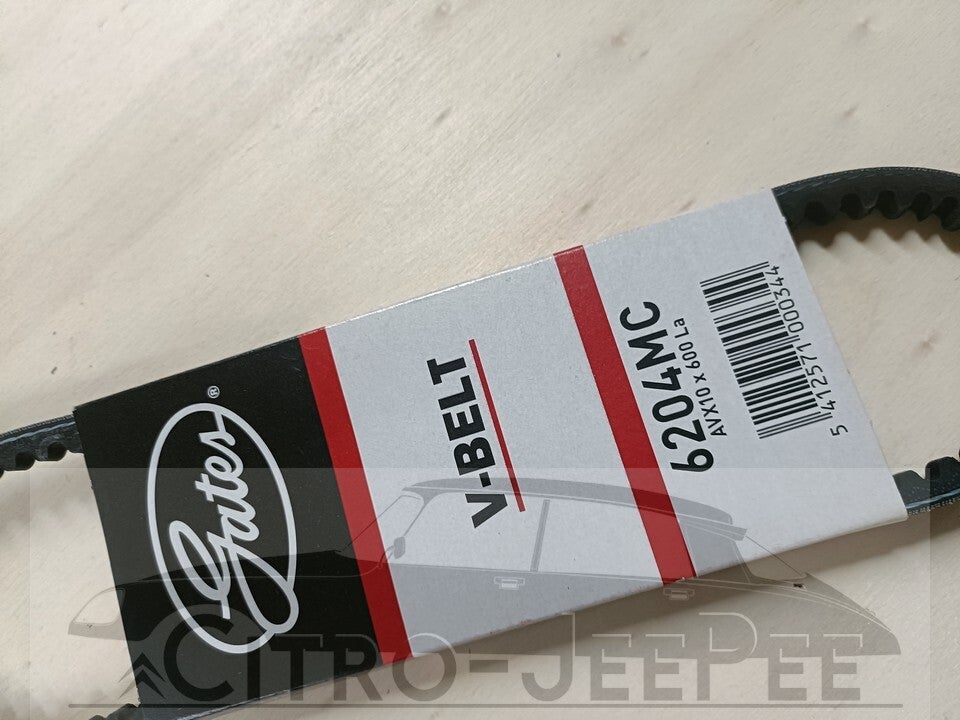 Gates®
V-BELT
6204MC
AVX10 x 600 La
5 412571 000344
CITRO-JEEPEE